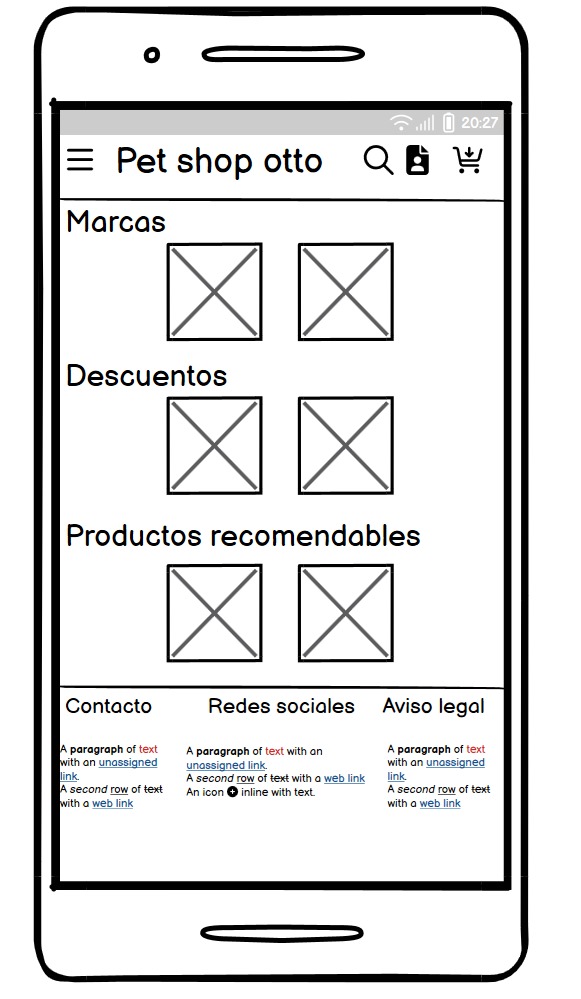 20:27
Pet shop otto
Marcas
Descuentos
Productos recomendables
Contacto
Redes sociales
Aviso legal
A paragraph of text
with an unassigned
link.
A second row of text
with a web link
A paragraph of text with an
unassigned link.
A second row of text with a web link
An icon inline with text.
A paragraph of text
with an unassigned
link.
A second row of text
with a web link